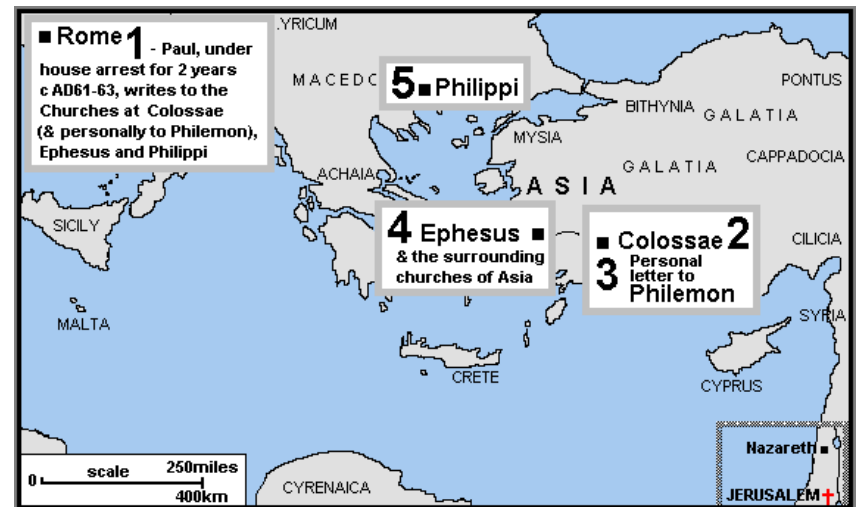 ■ Rome 1 - Paul, under
house arrest for 2 years
c AD61-63, writes to the
Churches at Colossae
(& personally to Philemon),
Ephesus and Philippi
.YRICUM
MACEDC
5 ■ Philippi
PONTUS
BITHYNIA
GALATIA
MYSIA
GALATIA
CAPPADOCIA
ACHAIA
ASIA
SICILY
4 Ephesus ■
& the surrounding
churches of Asia
■ Colossae 2
3 Personal
letter to
Philemon
CILICIA
MALTA
SYRIA
CRETE
CYPRUS
Nazareth
JERUSALEM
0 scale 250miles
400km
CYRENAICA